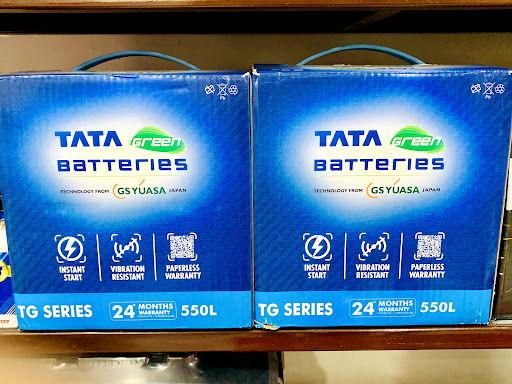 Pb
TATA green
BATTERIES
TECHNOLOGY FROM GS YUASA JAPAN
INSTANT START
VIBRATION RESISTANT
PAPERLESS WARRANTY
TG SERIES
24* MONTHS WARRANTY
550L
Pb
TATA green
BATTERIES
TECHNOLOGY FROM GS YUASA JAPAN
INSTANT START
VIBRATION RESISTANT
PAPERLESS WARRANTY
TG SERIES
24* MONTHS WARRANTY
550L